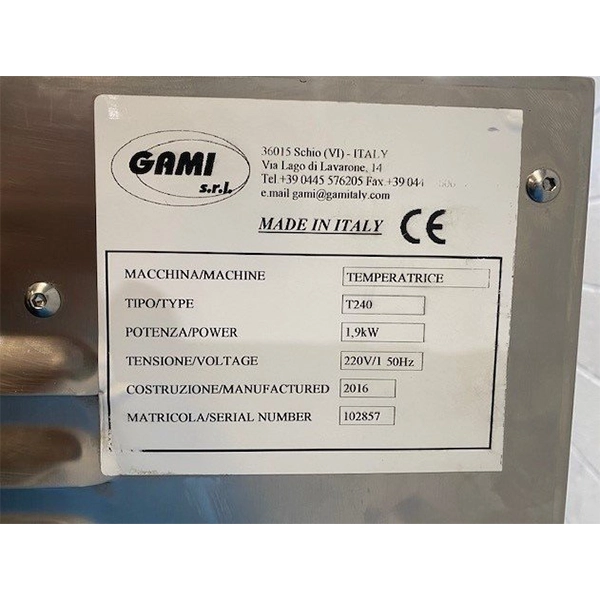 GAMI
s.r.l.
36015 Schio (VI) - ITALY
Via Lago di Lavarone, 14
Tel +39 0445 576205 Fax.+39 044
e.mail gami@gamitaly.com
MADE IN ITALY CE
MACCHINA/MACHINE TEMPERATRICE
TIPO/TYPE T240
POTENZA/POWER 1,9kW
TENSIONE/VOLTAGE 220V/1 50Hz
COSTRUZIONE/MANUFACTURED 2016
MATRICOLA/SERIAL NUMBER 102857